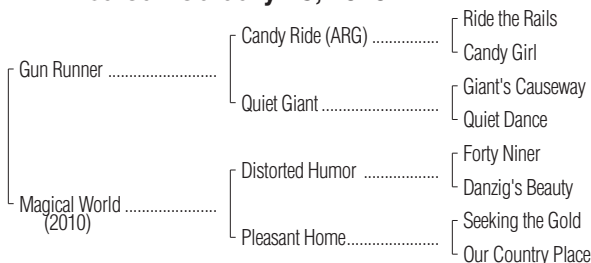 Ride the Rails
Candy Ride (ARG) ................
Candy Girl
Gun Runner ..........................
Giant's Causeway
Quiet Giant ............................
Quiet Dance
Forty Niner
Distorted Humor ..................
Danzig's Beauty
Magical World ......................
(2010)
Seeking the Gold
Pleasant Home......................
Our Country Place